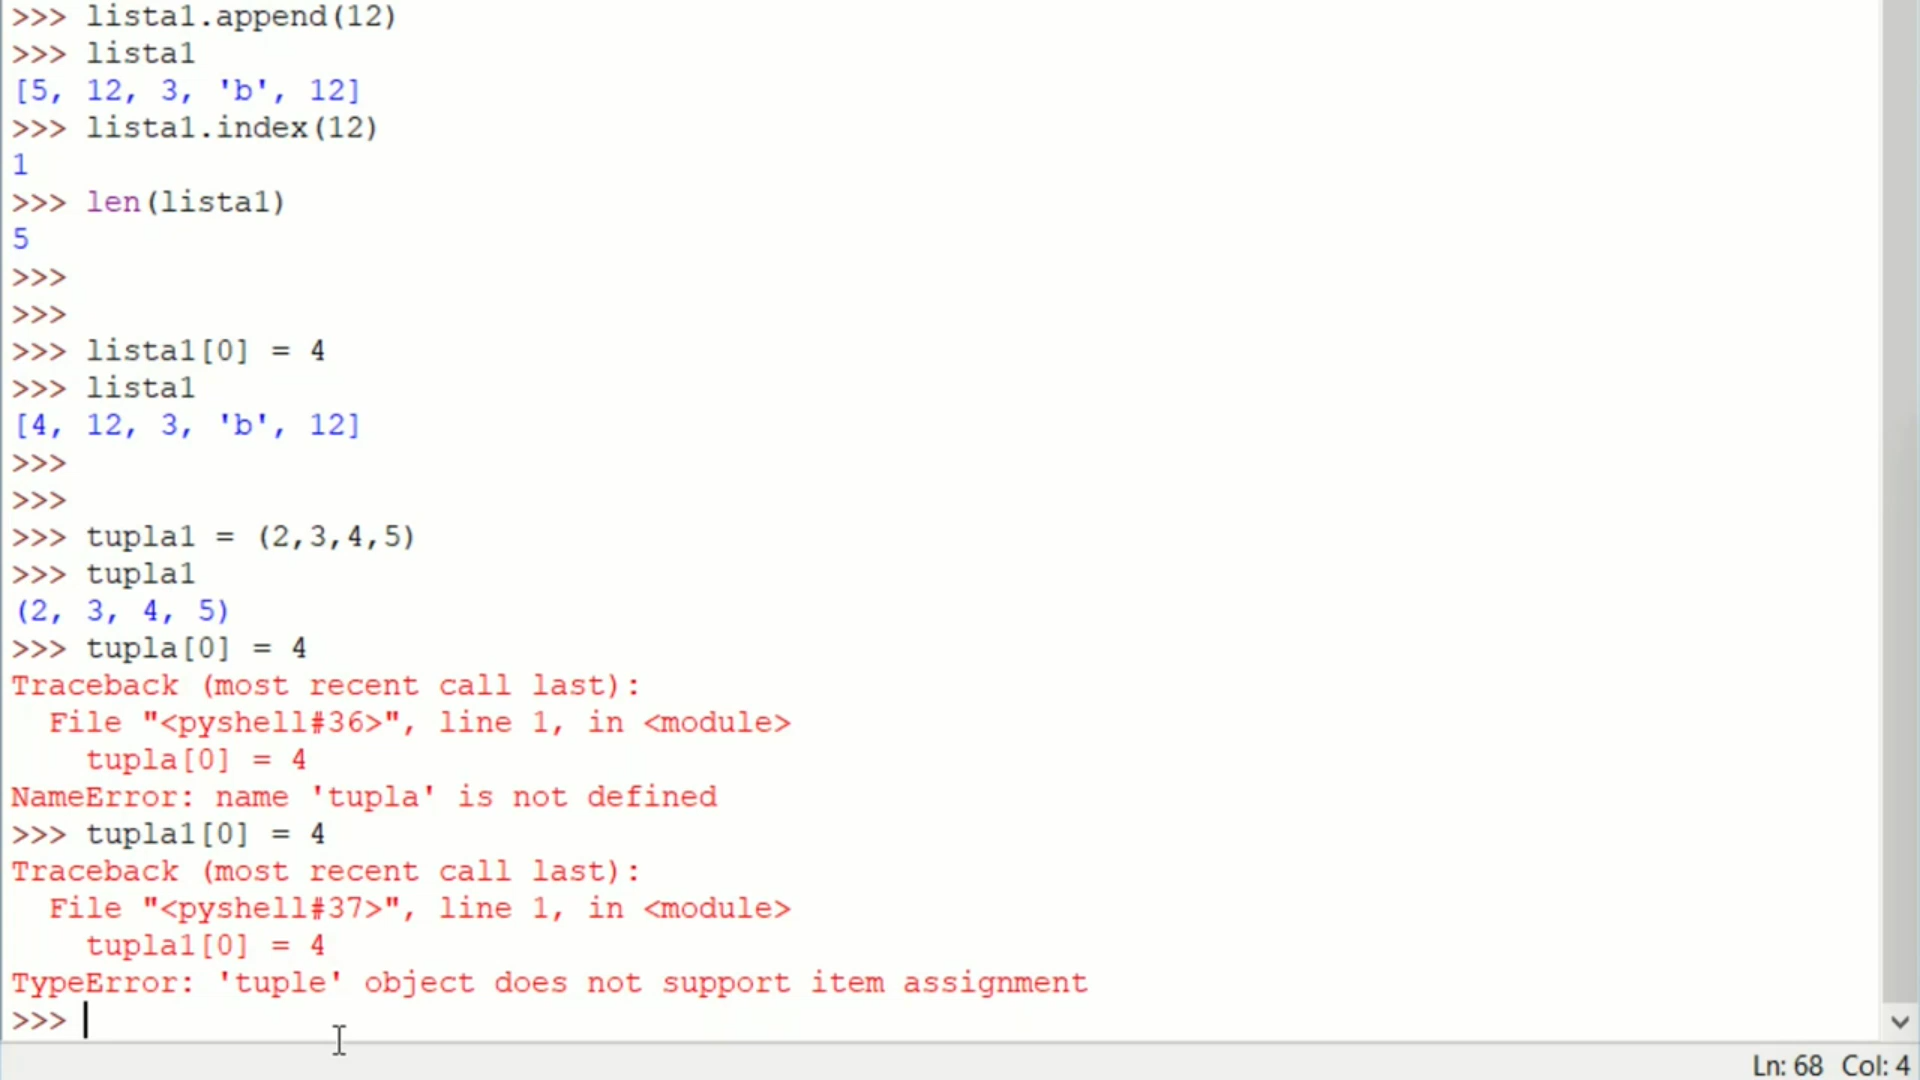 >>> lista1.append(12)
>>> lista1
[5, 12, 3, 'b', 12]
>>> lista1.index(12)
1
>>> len(lista1)
5
>>>
>>>
>>> lista1[0] = 4
>>> lista1
[4, 12, 3, 'b', 12]
>>>
>>>
>>> tupla1 = (2,3,4,5)
>>> tupla1
(2, 3, 4, 5)
>>> tupla[0] = 4
Traceback (most recent call last):
  File "<pyshell#36>", line 1, in <module>
    tupla[0] = 4
NameError: name 'tupla' is not defined
>>> tupla1[0] = 4
Traceback (most recent call last):
  File "<pyshell#37>", line 1, in <module>
    tupla1[0] = 4
TypeError: 'tuple' object does not support item assignment
>>>
Ln: 68 Col: 4